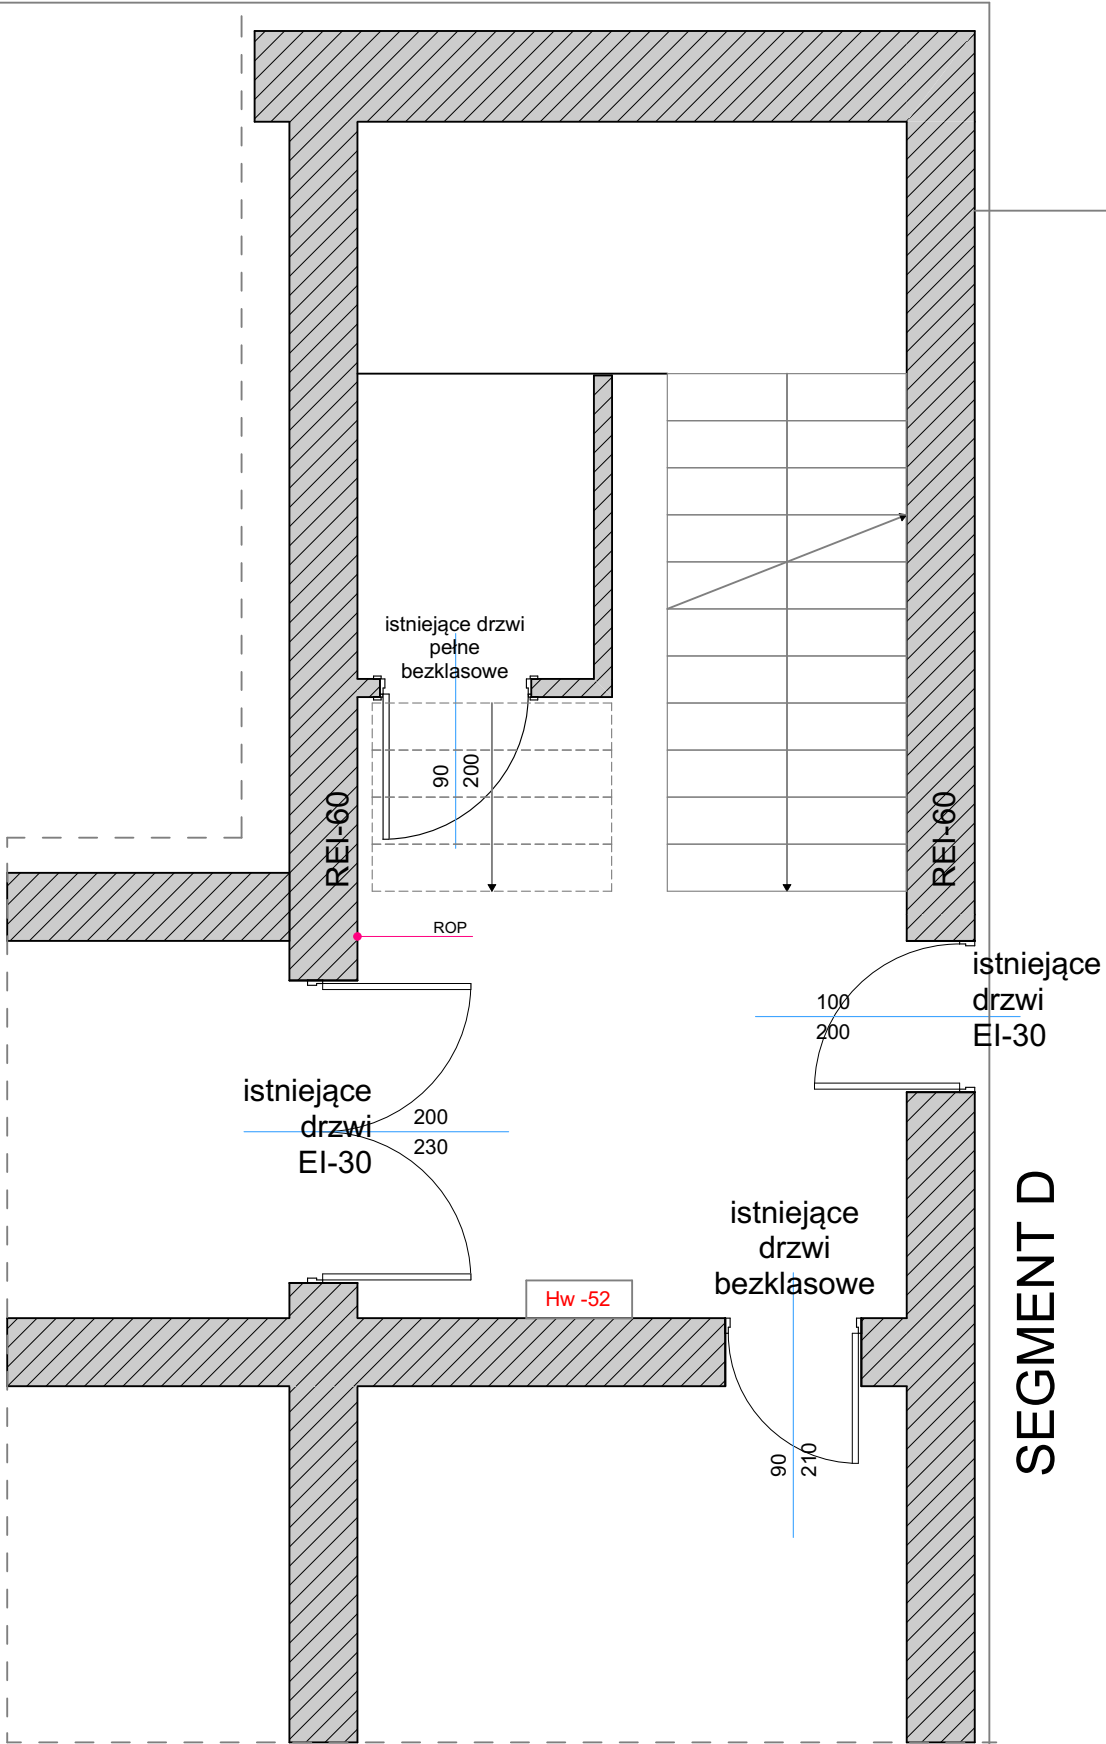 istniejące drzwi
pełne
bezklasowe
90
200
REI-60
REI-60
ROP
istniejące
drzwi
EI-30
100
200
istniejące
drzwi
EI-30
200
230
istniejące
drzwi
bezklasowe
Hw -52
90
210
SEGMENT D